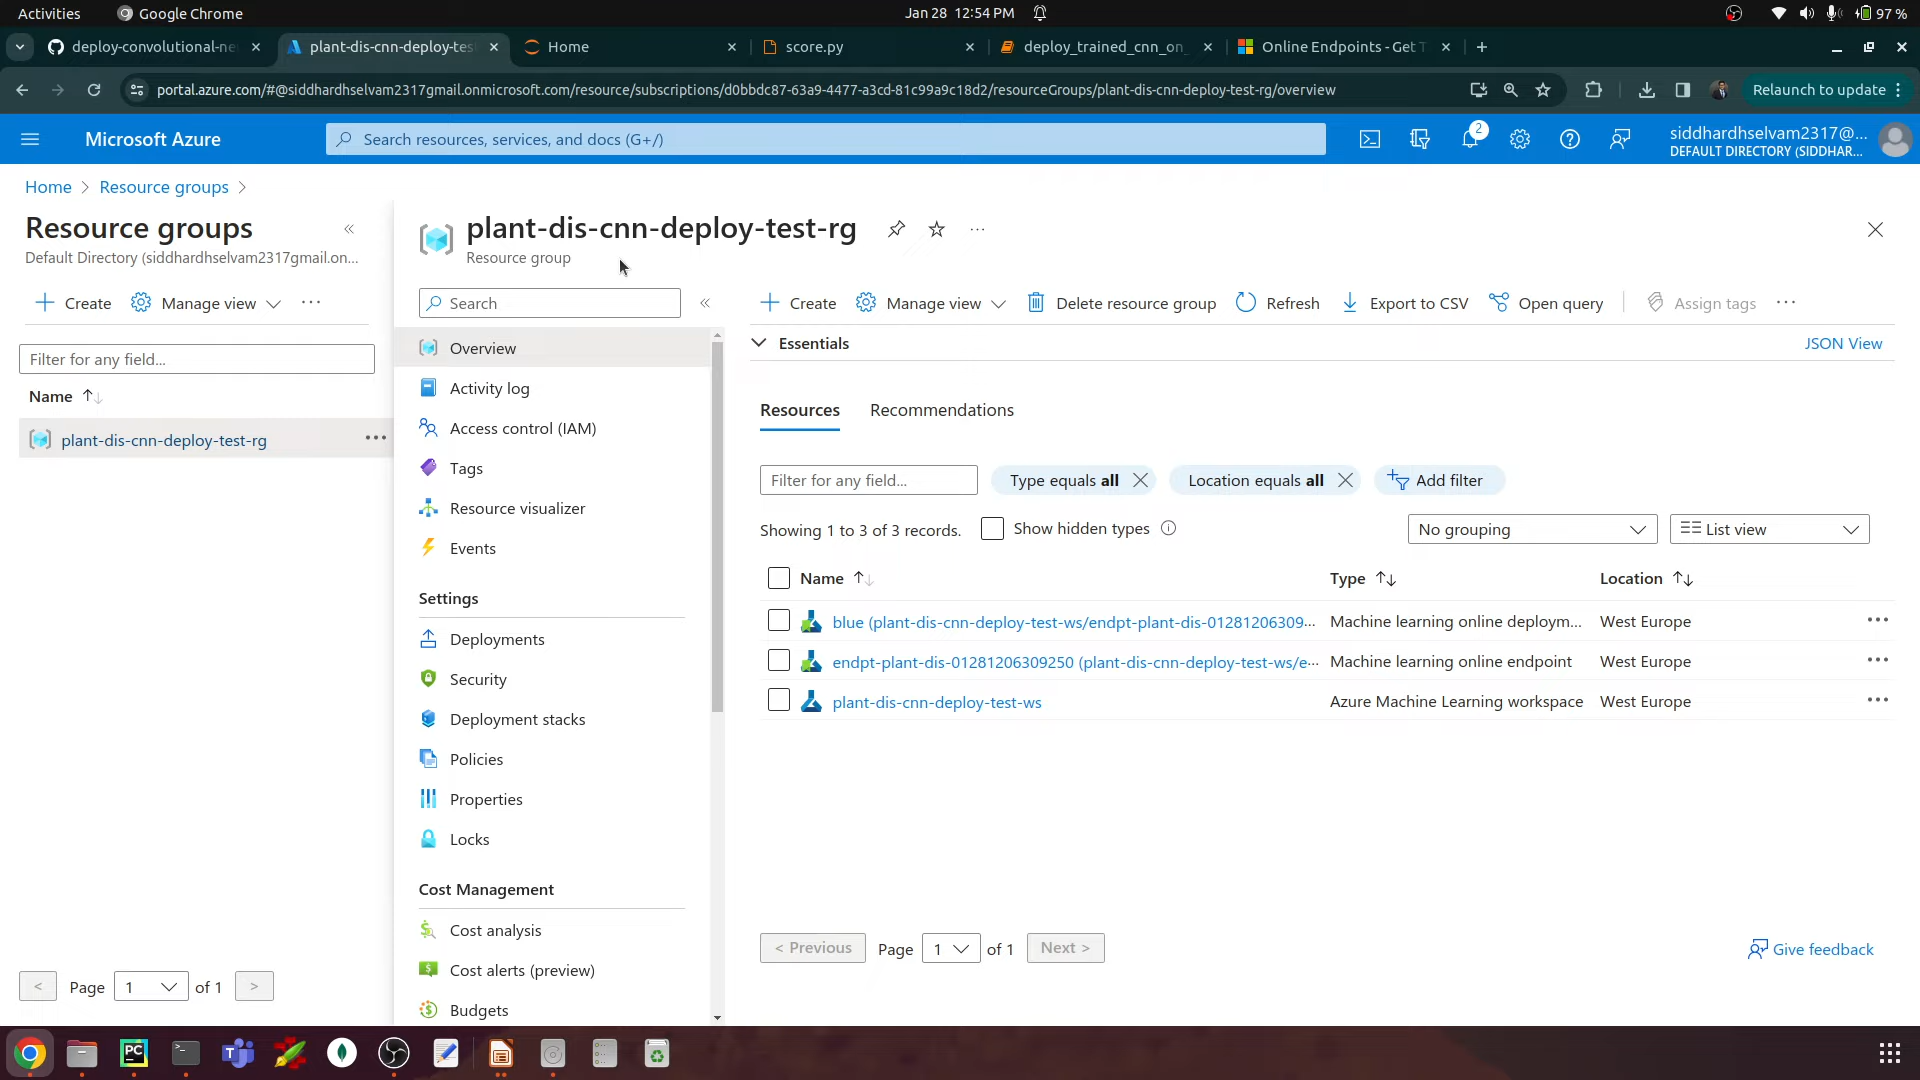 Activities
Google Chrome
Jan 28 12:54 PM
97 %
deploy-convolutional-ne
plant-dis-cnn-deploy-tes
Home
score.py
deploy_trained_cnn_on_
Online Endpoints - Get T
portal.azure.com/#@siddhardhselvam2317gmail.onmicrosoft.com/resource/subscriptions/d0bbdc87-63a9-4477-a3cd-81c99a9c18d2/resourceGroups/plant-dis-cnn-deploy-test-rg/overview
Relaunch to update
Microsoft Azure
Search resources, services, and docs (G+/)
2
siddhardhselvam2317@...
DEFAULT DIRECTORY (SIDDHAR...
Home > Resource groups >
Resource groups
Default Directory (siddhardhselvam2317gmail.on...
Create
Manage view
Filter for any field...
Name
plant-dis-cnn-deploy-test-rg
< Page 1 of 1 >
plant-dis-cnn-deploy-test-rg
Resource group
Search
Overview
Activity log
Access control (IAM)
Tags
Resource visualizer
Events
Settings
Deployments
Security
Deployment stacks
Policies
Properties
Locks
Cost Management
Cost analysis
Cost alerts (preview)
Budgets
Create
Manage view
Delete resource group
Refresh
Export to CSV
Open query
Assign tags
Essentials
JSON View
Resources
Recommendations
Filter for any field...
Type equals all
Location equals all
Add filter
Showing 1 to 3 of 3 records.
Show hidden types
No grouping
List view
Name
Type
Location
blue (plant-dis-cnn-deploy-test-ws/endpt-plant-dis-01281206309... Machine learning online deploym... West Europe
endpt-plant-dis-01281206309250 (plant-dis-cnn-deploy-test-ws/e... Machine learning online endpoint West Europe
plant-dis-cnn-deploy-test-ws Azure Machine Learning workspace West Europe
< Previous Page 1 of 1 Next >
Give feedback